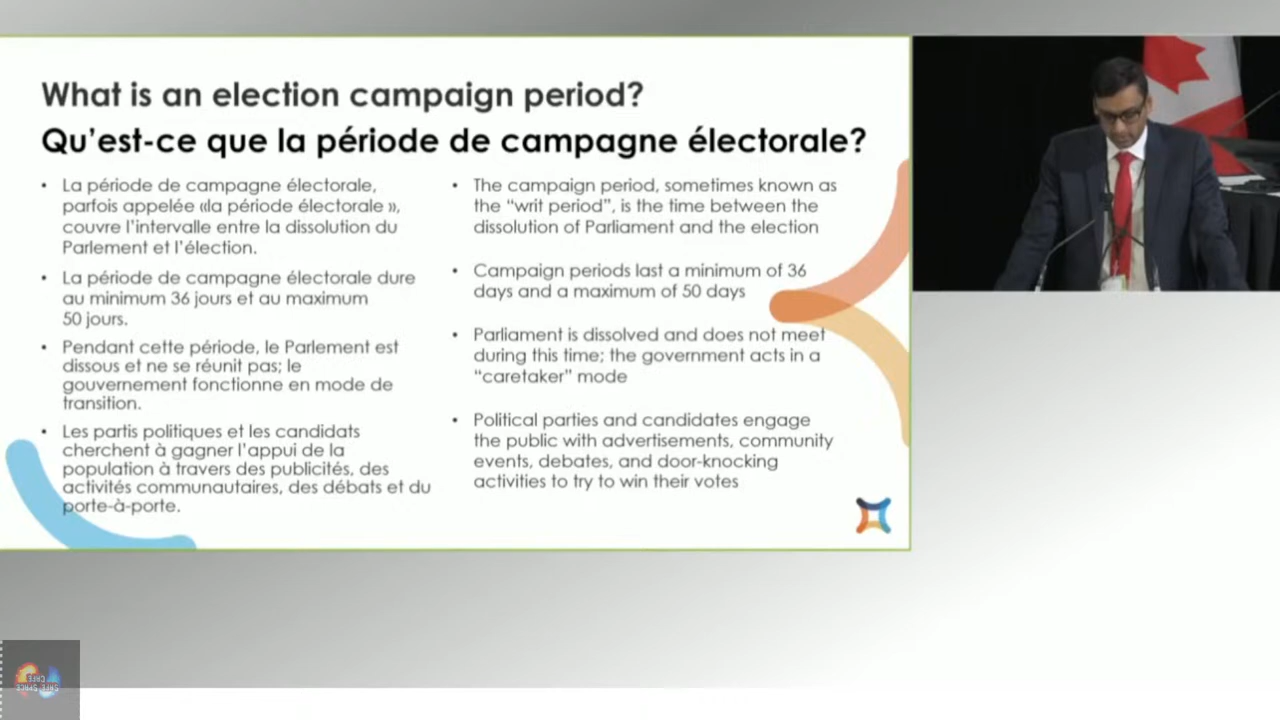 What is an election campaign period?
Qu'est-ce que la période de campagne électorale?
• La période de campagne électorale,
parfois appelée «la période électorale »,
couvre l'intervalle entre la dissolution du
Parlement et l'élection.
• La période de campagne électorale dure
au minimum 36 jours et au maximum
50 jours.
• Pendant cette période, le Parlement est
dissous et ne se réunit pas; le
gouvernement fonctionne en mode de
transition.
• Les partis politiques et les candidats
cherchent à gagner l'appui de la
population à travers des publicités, des
activités communautaires, des débats et du
porte-à-porte.
• The campaign period, sometimes known as
the “writ period”, is the time between the
dissolution of Parliament and the election
• Campaign periods last a minimum of 36
days and a maximum of 50 days
• Parliament is dissolved and does not meet
during this time; the government acts in a
“caretaker” mode
• Political parties and candidates engage
the public with advertisements, community
events, debates, and door-knocking
activities to try to win their votes
SAFE SPACE
CAFE